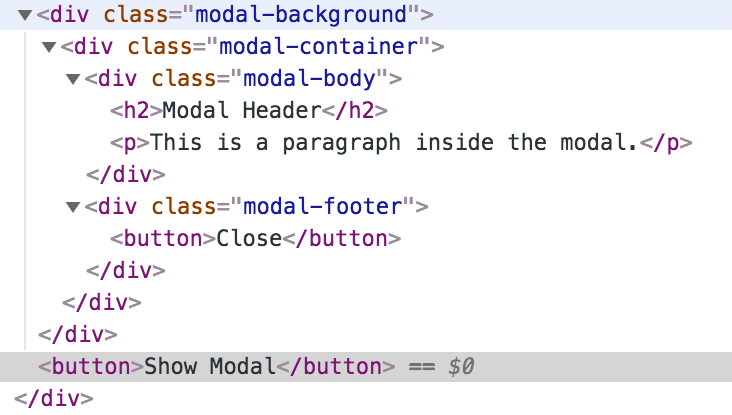 <div class="modal-background">
<div class="modal-container">
<div class="modal-body">
<h2>Modal Header</h2>
<p>This is a paragraph inside the modal.</p>
</div>
<div class="modal-footer">
<button>Close</button>
</div>
</div>
</div>
<button>Show Modal</button> == $0
</div>